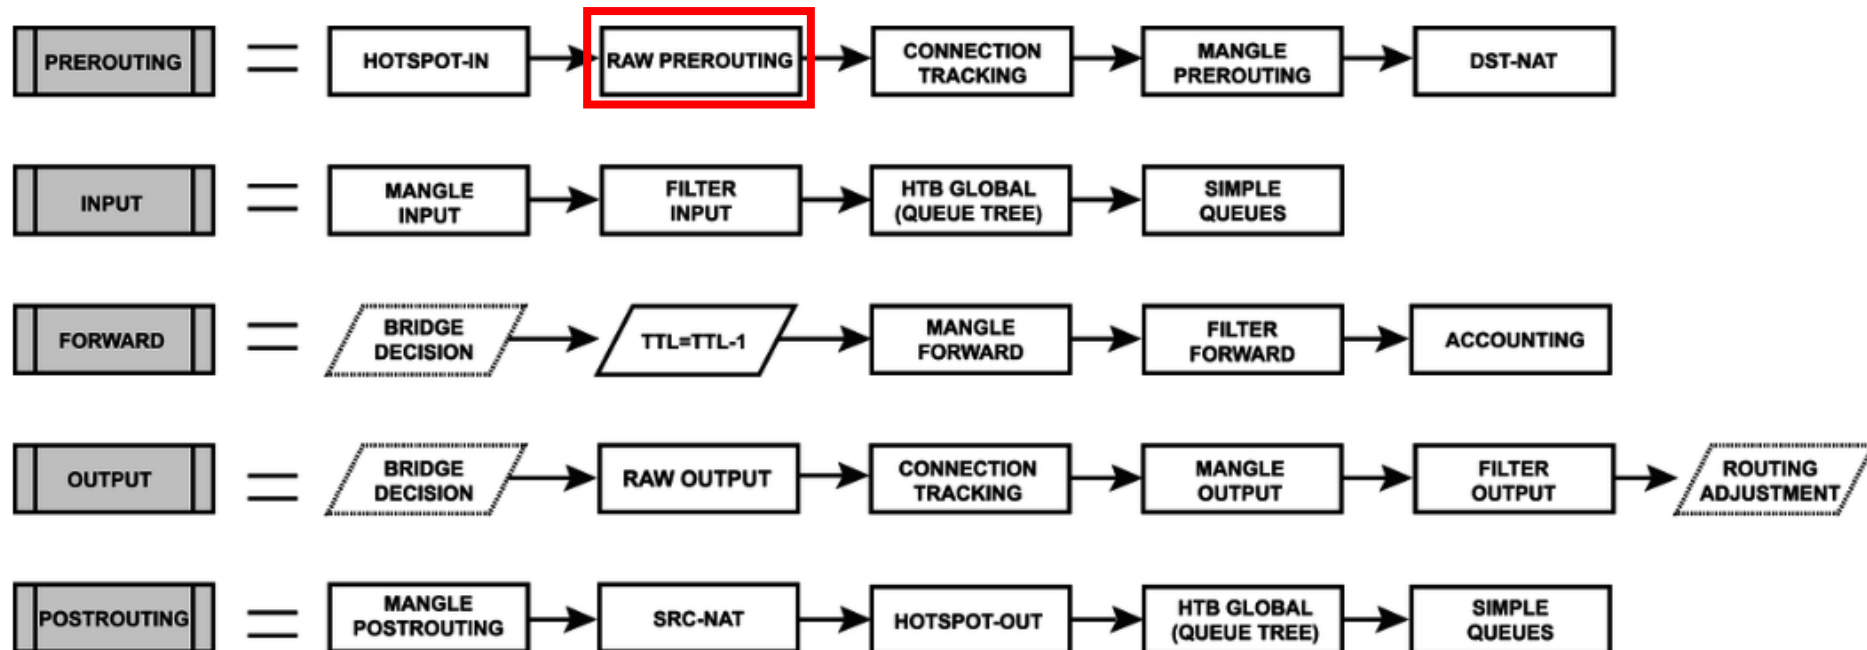 PREROUTING
HOTSPOT-IN
RAW PREROUTING
CONNECTION
TRACKING
MANGLE
PREROUTING
DST-NAT
INPUT
MANGLE
INPUT
FILTER
INPUT
HTB GLOBAL
(QUEUE TREE)
SIMPLE
QUEUES
FORWARD
BRIDGE
DECISION
TTL=TTL-1
MANGLE
FORWARD
FILTER
FORWARD
ACCOUNTING
OUTPUT
BRIDGE
DECISION
RAW OUTPUT
CONNECTION
TRACKING
MANGLE
OUTPUT
FILTER
OUTPUT
ROUTING
ADJUSTMENT
POSTROUTING
MANGLE
POSTROUTING
SRC-NAT
HOTSPOT-OUT
HTB GLOBAL
(QUEUE TREE)
SIMPLE
QUEUES